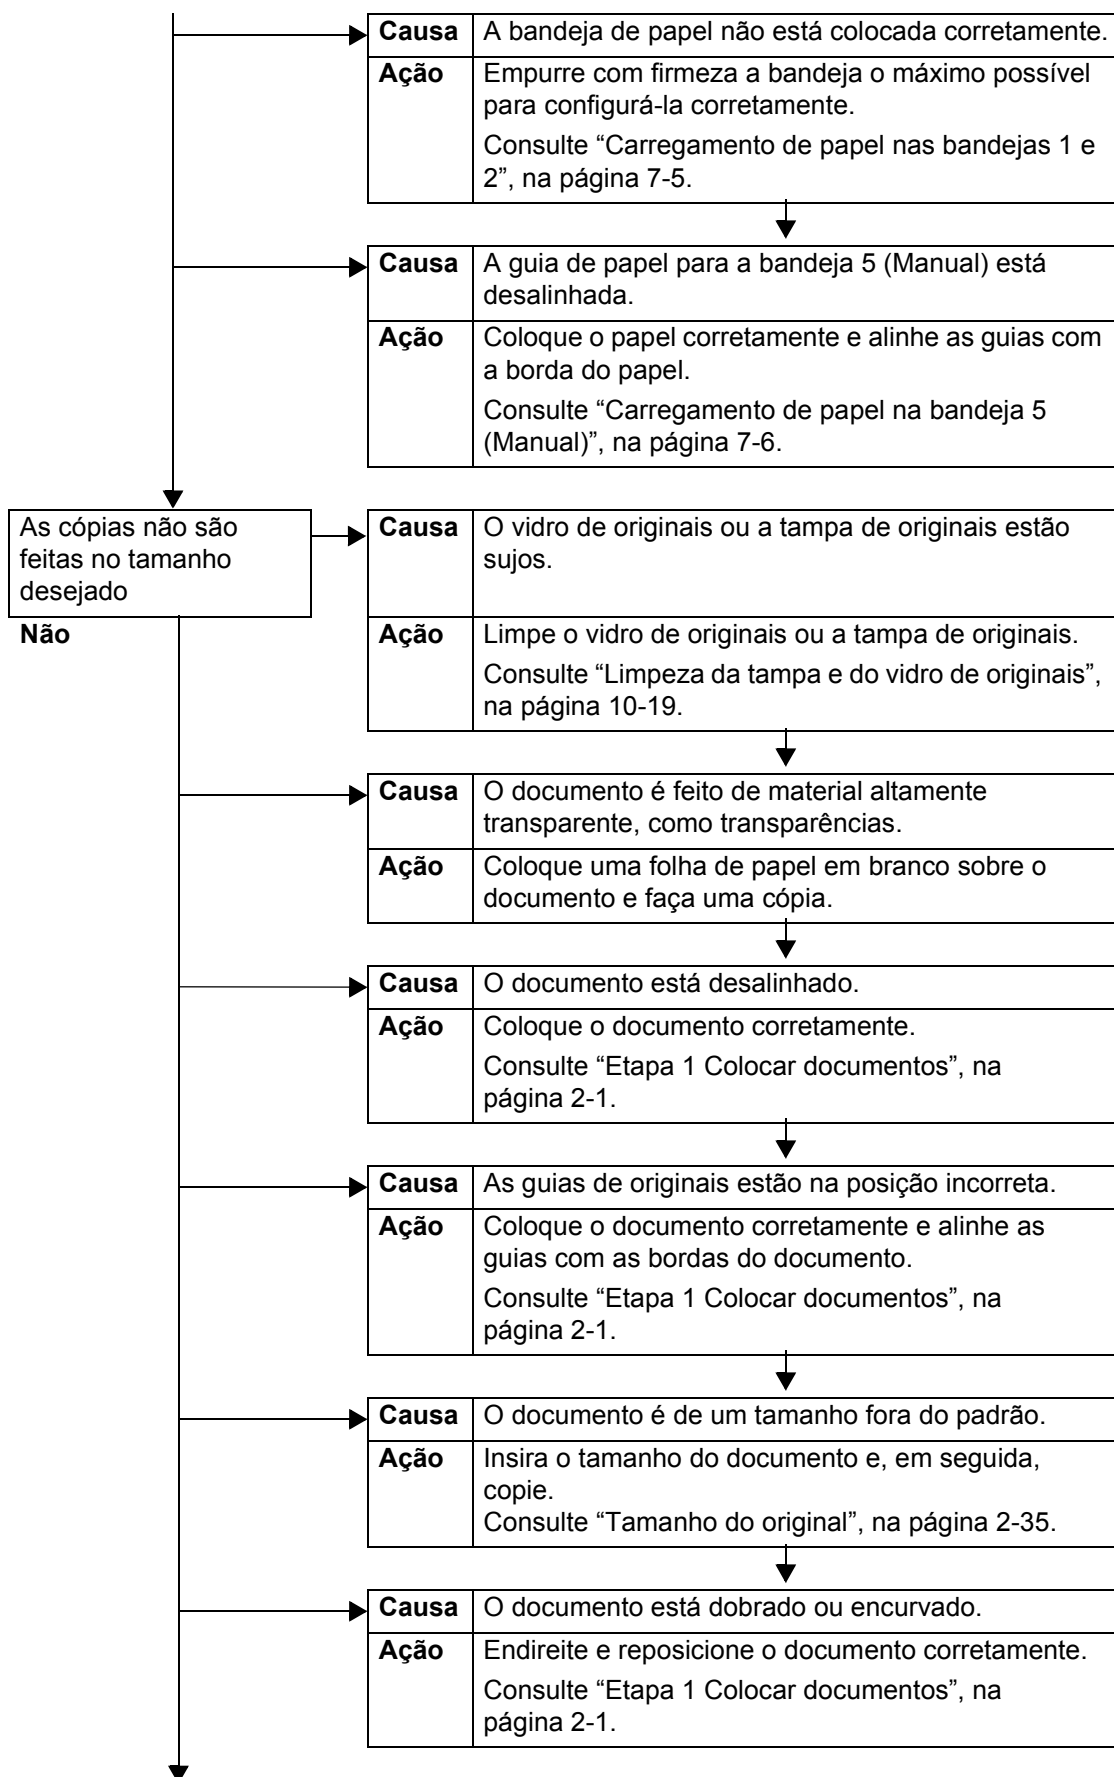 Causa A bandeja de papel não está colocada corretamente.
Ação Empurre com firmeza a bandeja o máximo possível
para configurá-la corretamente.
Consulte “Carregamento de papel nas bandejas 1 e
2”, na página 7-5.
Causa A guia de papel para a bandeja 5 (Manual) está
desalinhada.
Ação Coloque o papel corretamente e alinhe as guias com
a borda do papel.
Consulte “Carregamento de papel na bandeja 5
(Manual)”, na página 7-6.
As cópias não são
feitas no tamanho
desejado
Não
Causa O vidro de originais ou a tampa de originais estão
sujos.
Ação Limpe o vidro de originais ou a tampa de originais.
Consulte “Limpeza da tampa e do vidro de originais”,
na página 10-19.
Causa O documento é feito de material altamente
transparente, como transparências.
Ação Coloque uma folha de papel em branco sobre o
documento e faça uma cópia.
Causa O documento está desalinhado.
Ação Coloque o documento corretamente.
Consulte “Etapa 1 Colocar documentos”, na
página 2-1.
Causa As guias de originais estão na posição incorreta.
Ação Coloque o documento corretamente e alinhe as
guias com as bordas do documento.
Consulte “Etapa 1 Colocar documentos”, na
página 2-1.
Causa O documento é de um tamanho fora do padrão.
Ação Insira o tamanho do documento e, em seguida,
copie.
Consulte “Tamanho do original”, na página 2-35.
Causa O documento está dobrado ou encurvado.
Ação Endireite e reposicione o documento corretamente.
Consulte “Etapa 1 Colocar documentos”, na
página 2-1.